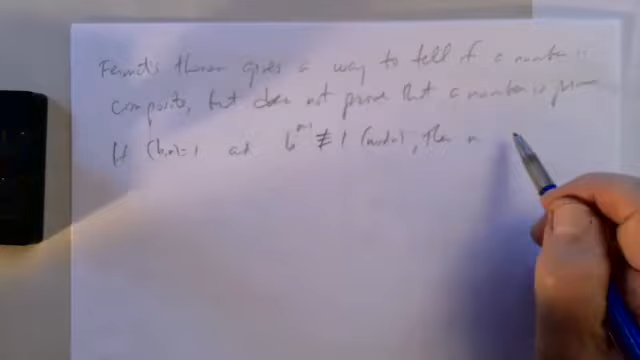 Fermat's theorem gives a way to tell if a number is
composite, but does not prove that a number is prime
If (b,n)=1 and b^{n-1} ≢ 1 (mod n), then n